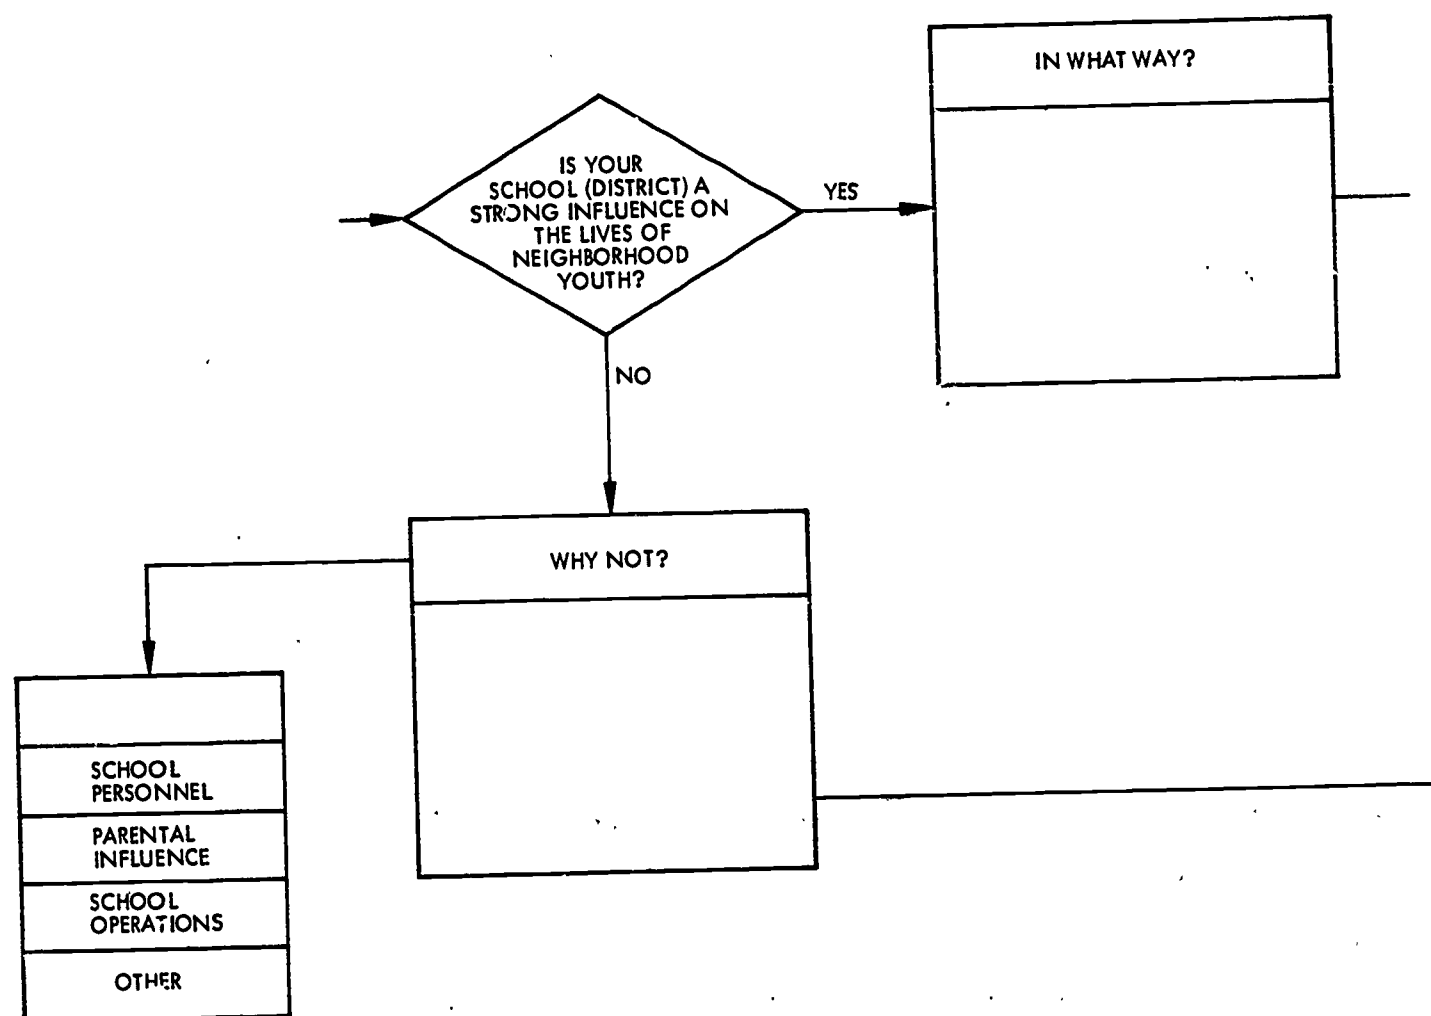 IN WHAT WAY?
IS YOUR
SCHOOL (DISTRICT) A
STRONG INFLUENCE ON
THE LIVES OF
NEIGHBORHOOD
YOUTH?
YES
NO
WHY NOT?
SCHOOL
PERSONNEL
PARENTAL
INFLUENCE
SCHOOL
OPERATIONS
OTHER